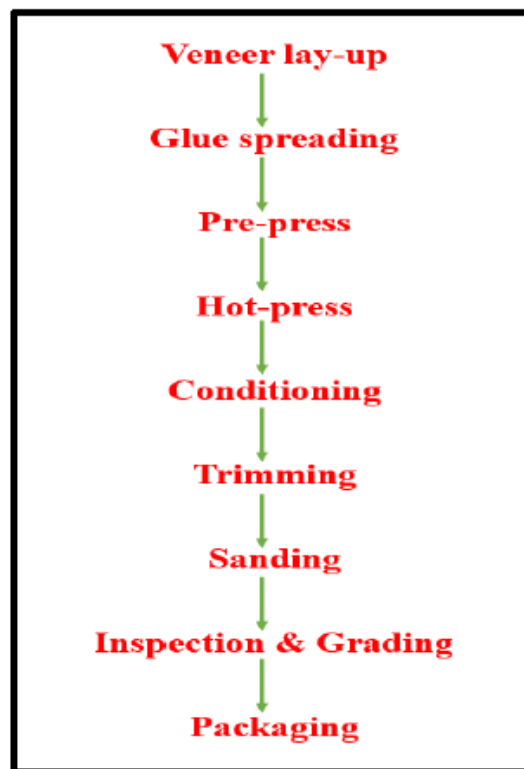 Veneer lay-up
Glue spreading
Pre-press
Hot-press
Conditioning
Trimming
Sanding
Inspection & Grading
Packaging